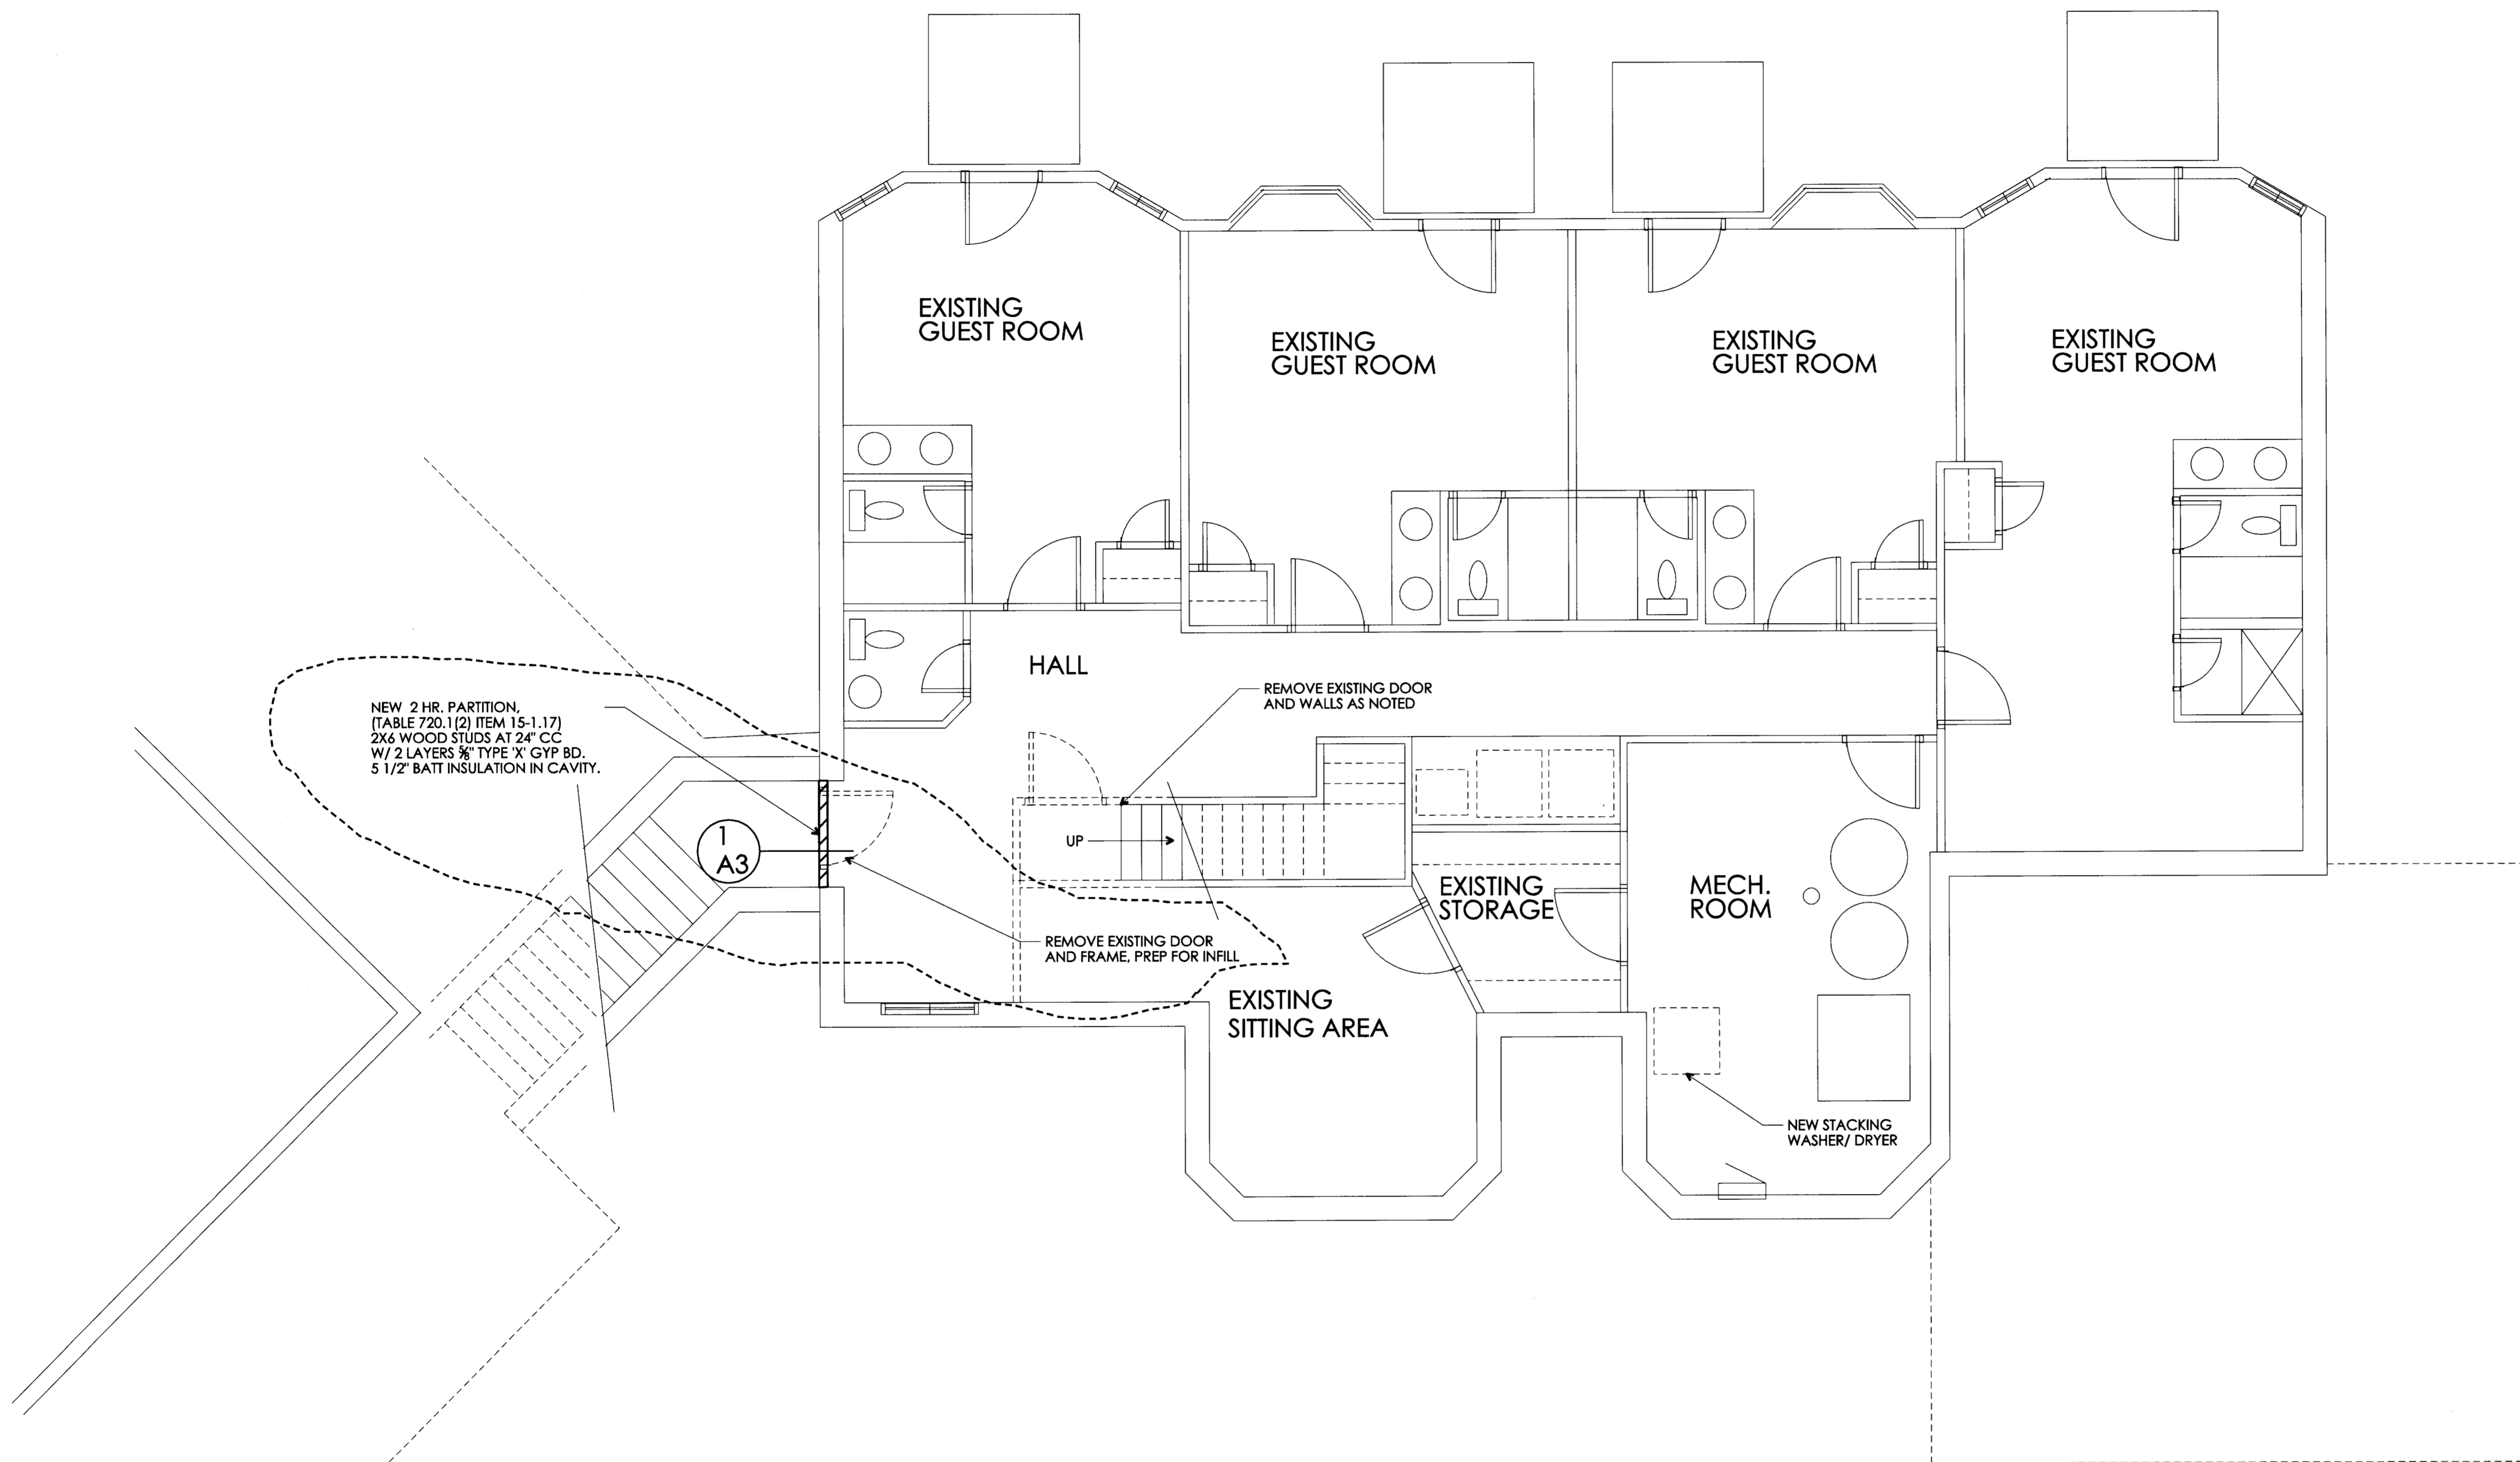 EXISTING
GUEST ROOM
EXISTING
GUEST ROOM
EXISTING
GUEST ROOM
EXISTING
GUEST ROOM
HALL
REMOVE EXISTING DOOR
AND WALLS AS NOTED
NEW 2 HR. PARTITION,
(TABLE 720.1(2) ITEM 15-1.17)
2X6 WOOD STUDS AT 24" CC
W/ 2 LAYERS 5/8" TYPE 'X' GYP BD.
5 1/2" BATT INSULATION IN CAVITY.
1
A3
UP
EXISTING
STORAGE
MECH.
ROOM
REMOVE EXISTING DOOR
AND FRAME, PREP FOR INFILL
EXISTING
SITTING AREA
NEW STACKING
WASHER/ DRYER